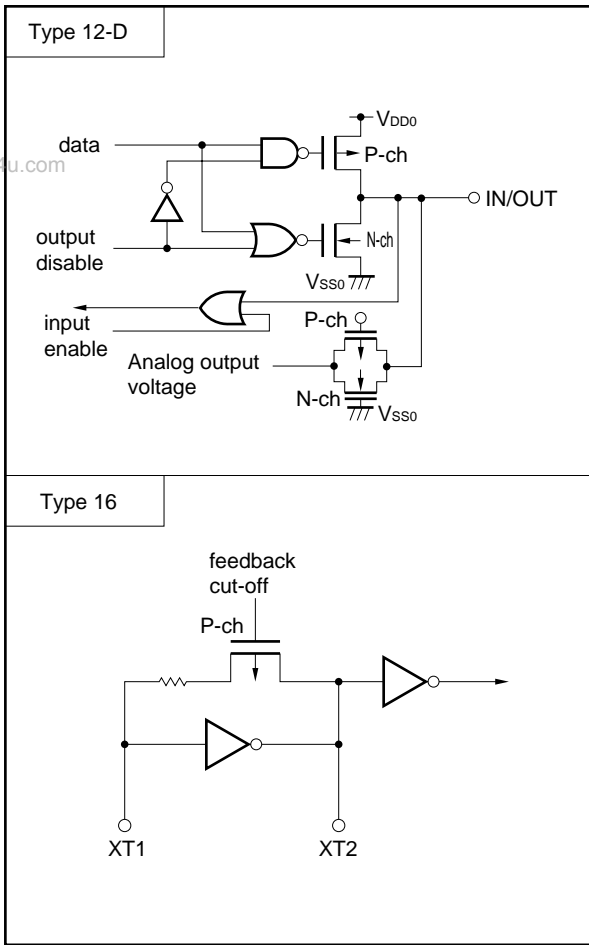 Type 12-D
VDD0
data
P-ch
4u.com
IN/OUT
output
disable
N-ch
VSS0
P-ch
input
enable
Analog output
voltage
N-ch
VSS0
Type 16
feedback
cut-off
P-ch
XT1
XT2